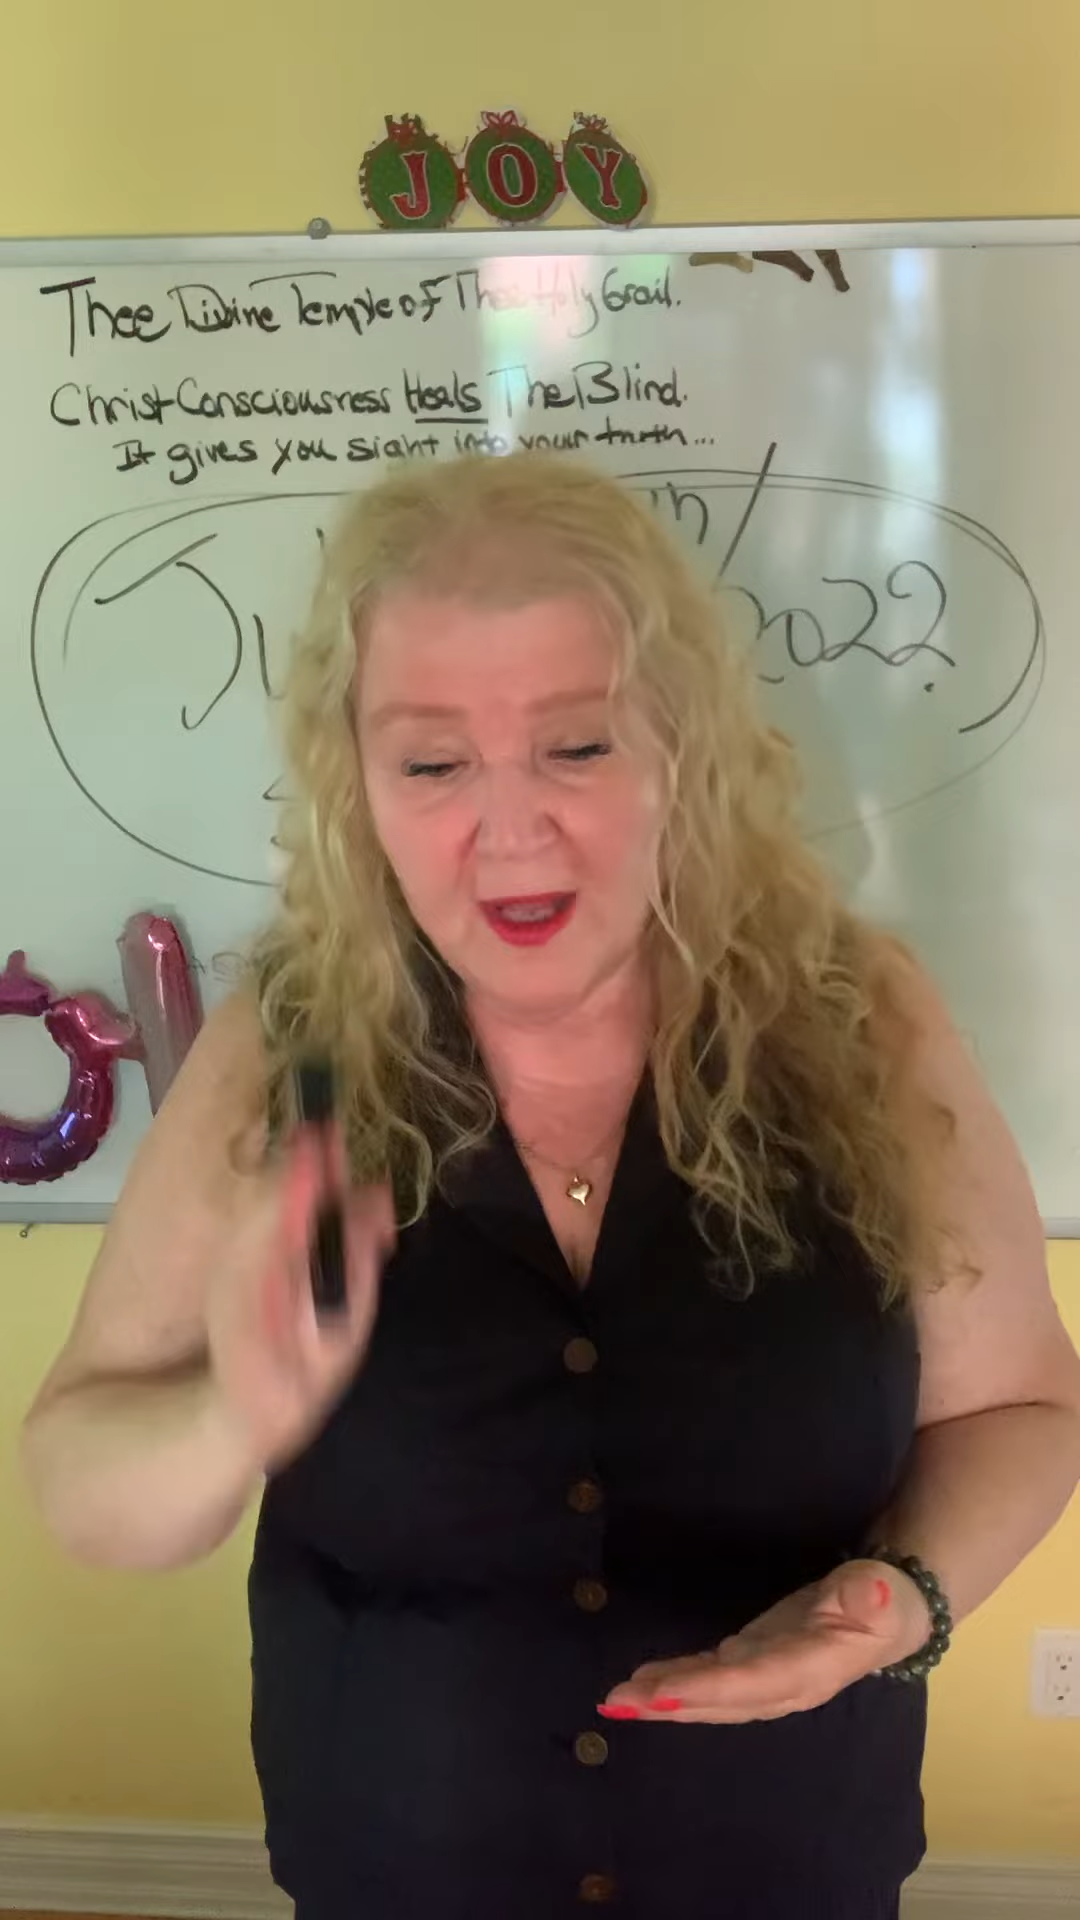 JOY
Thee Divine Temple of Thee Holy Grail.
Christ Consciousness Heals The Blind.
It gives you sight into your truth...
2022